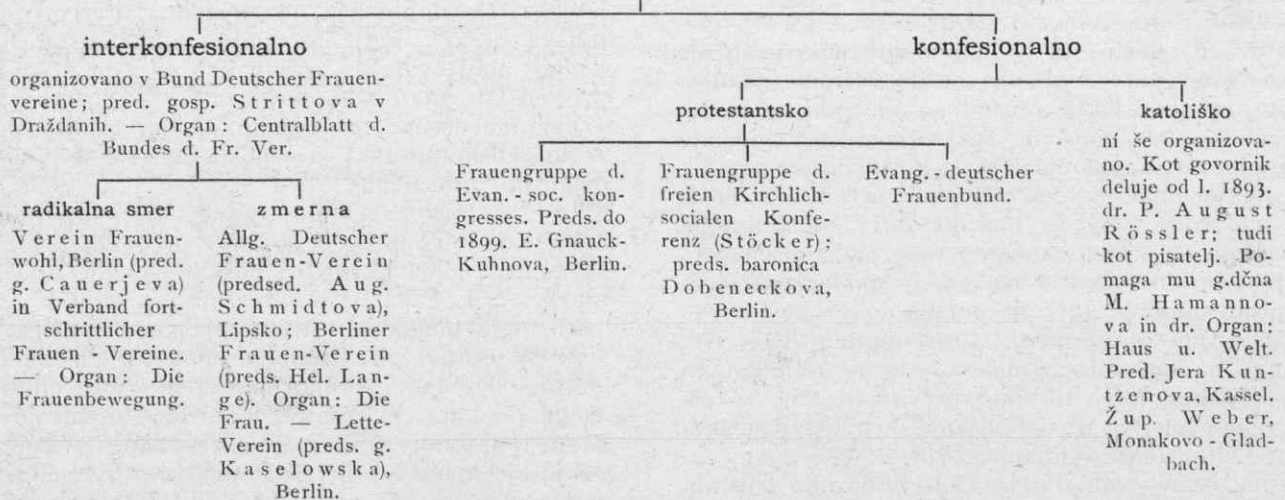 interkonfesionalno
organizovano v Bund Deutscher Frauen-
vereine; pred. gosp. Strittova v
Draždanih. — Organ: Centralblatt d.
Bundes d. Fr. Ver.
radikalna smer
Verein Frauen-
wohl, Berlin (pred.
g. Cauerjeva)
in Verband fort-
schrittlicher
Frauen - Vereine.
— Organ: Die
Frauenbewegung.
zmerna
Allg. Deutscher
Frauen-Verein
(predsed. Aug.
Schmidtova),
Lipsko; Berliner
Frauen-Verein
(preds. Hel. Lan-
ge). Organ: Die
Frau. — Lette-
Verein (preds. g.
Kaselowska),
Berlin.
konfesionalno
protestantsko
Frauengruppe d.
Evan. - soc. kon-
gresses. Preds. do
1899. E. Gnauck-
Kuhnova, Berlin.
Frauengruppe d.
freien Kirchlich-
socialen Konfe-
renz (Stöcker);
preds. baronica
Dobeneckova,
Berlin.
Evang. - deutscher
Frauenbund.
katoliško
ní še organizova-
no. Kot govornik
deluje od l. 1893.
dr. P. August
Rössler; tudi
kot pisatelj. Po-
maga mu g.dčna
M. Hamanno-
va in dr. Organ:
Haus u. Welt.
Pred. Jera Kun-
tzenova, Kassel.
Žup. Weber,
Monakovo - Glad-
bach.